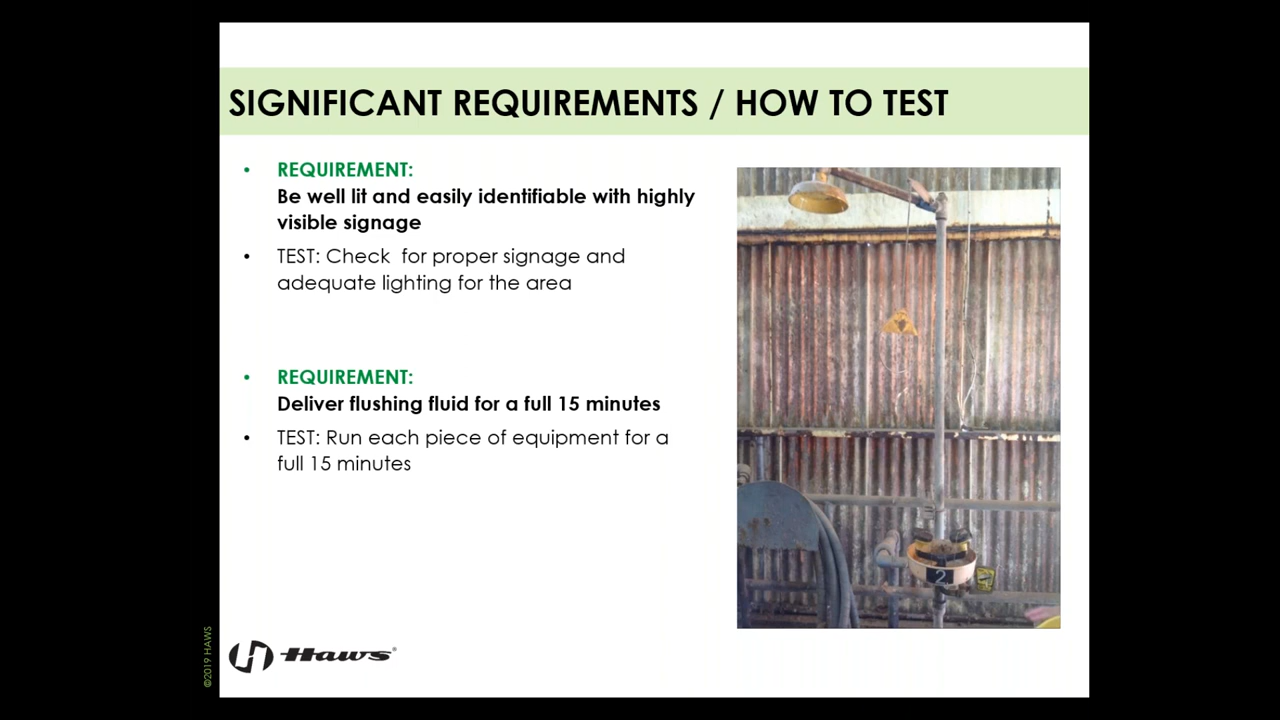 SIGNIFICANT REQUIREMENTS / HOW TO TEST
• REQUIREMENT:
Be well lit and easily identifiable with highly
visible signage
• TEST: Check  for proper signage and
adequate lighting for the area
• REQUIREMENT:
Deliver flushing fluid for a full 15 minutes
• TEST: Run each piece of equipment for a
full 15 minutes
2
©2019 HAWS
Haws®